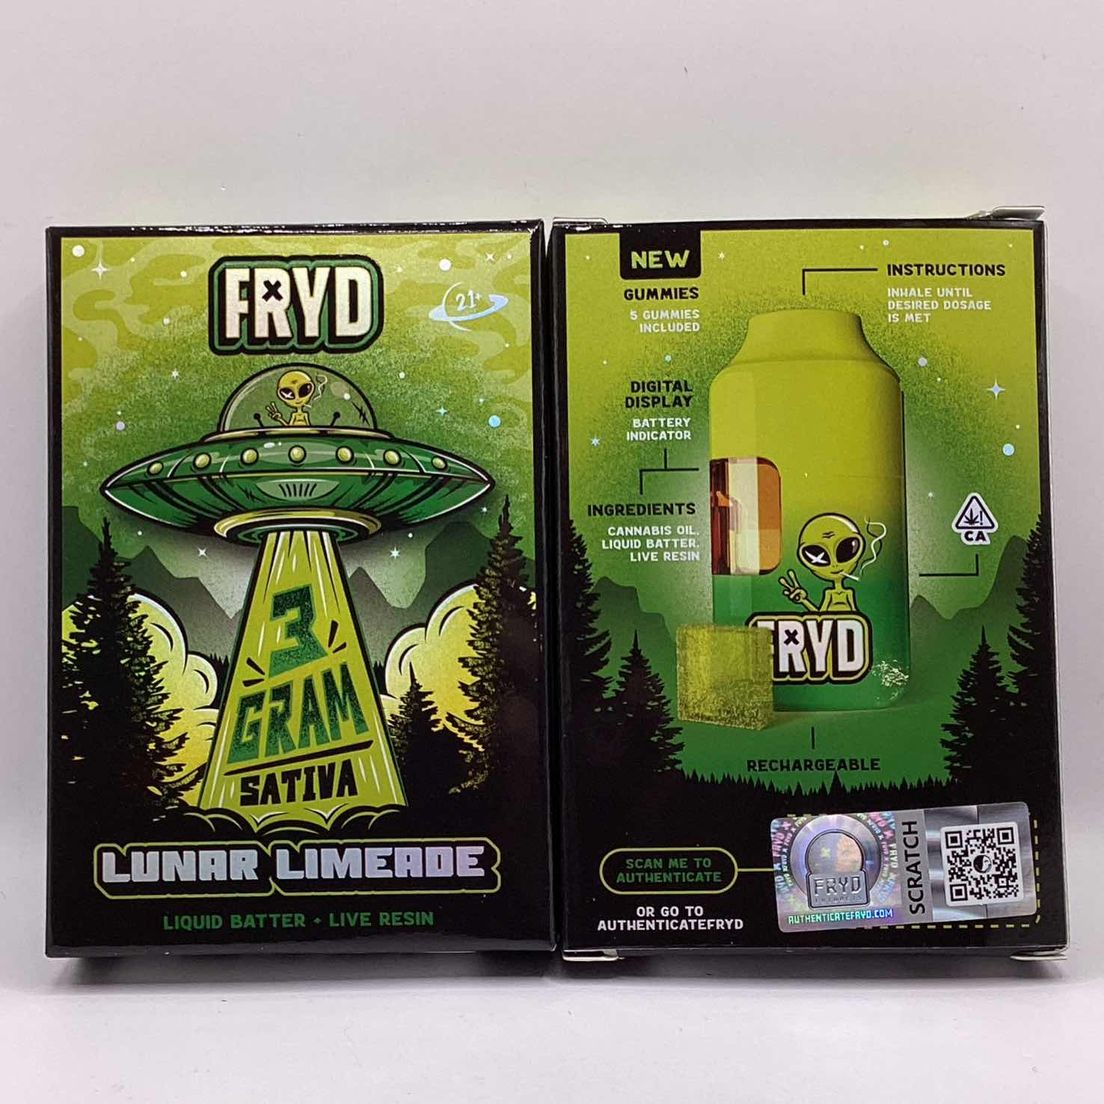 FRYD
21+
3
GRAM
SATIVA
LUNAR LIMEADE
LIQUID BATTER + LIVE RESIN
NEW
GUMMIES
5 GUMMIES
INCLUDED
INSTRUCTIONS
INHALE UNTIL
DESIRED DOSAGE
IS MET
DIGITAL
DISPLAY
BATTERY
INDICATOR
INGREDIENTS
CANNABIS OIL,
LIQUID BATTER,
LIVE RESIN
CA
FRYD
RECHARGEABLE
SCAN ME TO
AUTHENTICATE
OR GO TO
AUTHENTICATEFRYD
FRYD
EXTRACTS
AUTHENTICATEFRYD.COM
SCRATCH